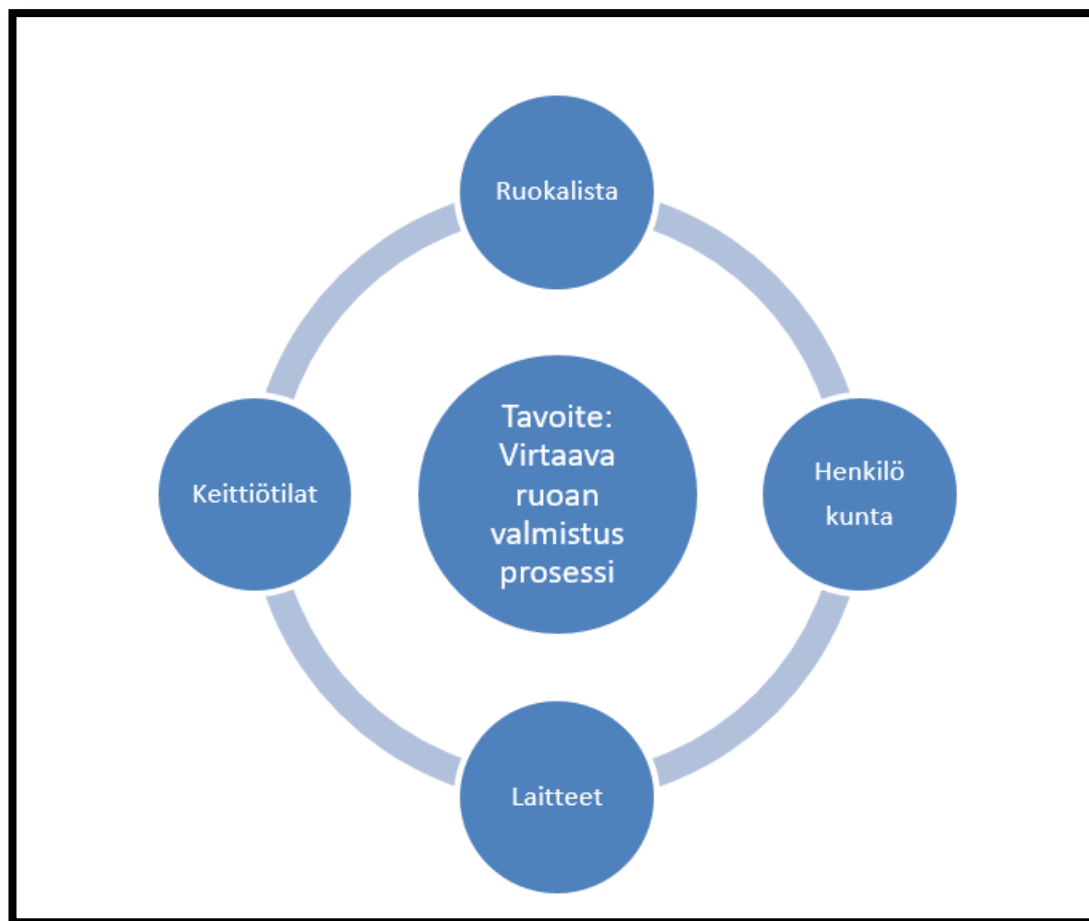 Ruokalista
Keittiötilat
Tavoite:
Virtaava
ruoan
valmistus
prosessi
Henkilö
kunta
Laitteet